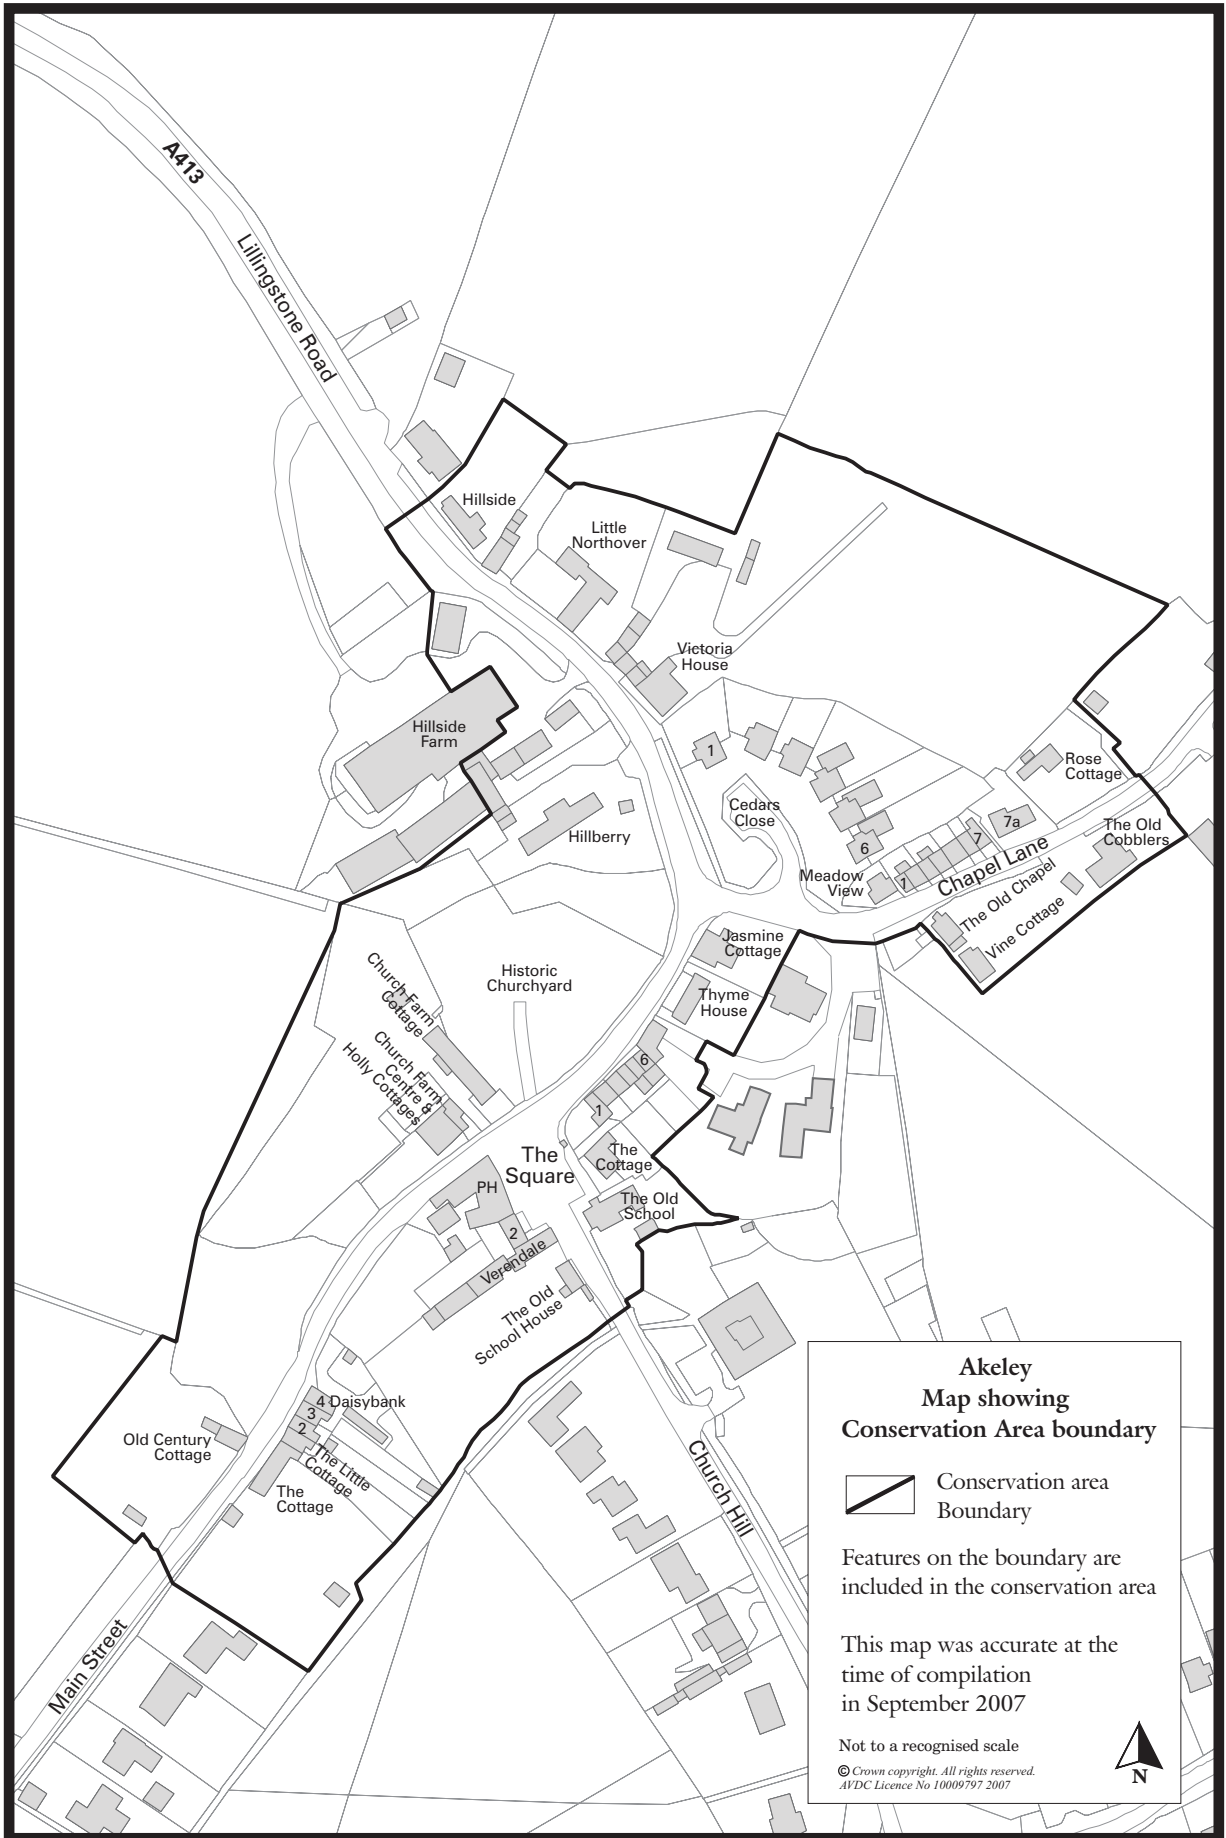 A413
Lillingstone Road
Hillside
Little
Northover
Victoria
House
Hillside
Farm
1
Cedars
Close
Rose
Cottage
Hillberry
6
7
7a
The Old
Cobblers
Meadow
View
1
Chapel Lane
The Old Chapel
Vine Cottage
Jasmine
Cottage
Historic
Churchyard
Church Farm
Cottage
Thyme
House
Church Farm
Centre &
Holly Cottages
6
1
The
Square
The
Cottage
PH
The Old
School
2
Verendale
The Old
School House
4 Daisybank
3
2
Old Century
Cottage
The Little
Cottage
The
Cottage
Church Hill
Main Street
Akeley
Map showing
Conservation Area boundary
Conservation area
Boundary
Features on the boundary are
included in the conservation area
This map was accurate at the
time of compilation
in September 2007
Not to a recognised scale
© Crown copyright. All rights reserved.
AVDC Licence No 10009797 2007
N